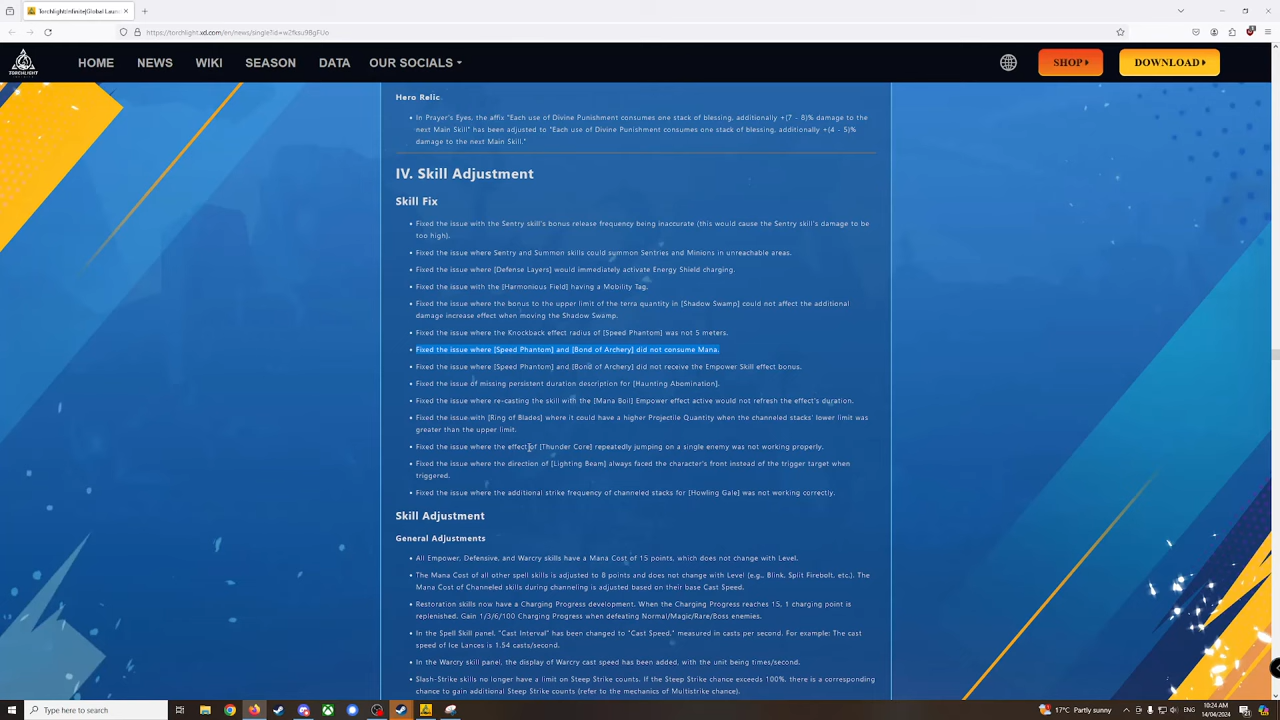 Torchlight:Infinite|Global Laun
https://torchlight.xd.com/en/news/single?id=w2fksu98gFUo
TORCHLIGHT
HOME NEWS WIKI SEASON DATA OUR SOCIALS
SHOP DOWNLOAD
Hero Relic
• In Prayer's Eyes, the affix "Each use of Divine Punishment consumes one stack of blessing, additionally +(7 - 8)% damage to the
next Main Skill" has been adjusted to "Each use of Divine Punishment consumes one stack of blessing, additionally +(4 - 5)%
damage to the next Main Skill."
IV. Skill Adjustment
Skill Fix
• Fixed the issue with the Sentry skill's bonus release frequency being inaccurate (this would cause the Sentry skill's damage to be
too high).
• Fixed the issue where Sentry and Summon skills could summon Sentries and Minions in unreachable areas.
• Fixed the issue where [Defense Layers] would immediately activate Energy Shield charging.
• Fixed the issue with the [Harmonious Field] having a Mobility Tag.
• Fixed the issue where the bonus to the upper limit of the terra quantity in [Shadow Swamp] could not affect the additional
damage increase effect when moving the Shadow Swamp.
• Fixed the issue where the Knockback effect radius of [Speed Phantom] was not 5 meters.
• Fixed the issue where [Speed Phantom] and [Bond of Archery] did not consume Mana.
• Fixed the issue where [Speed Phantom] and [Bond of Archery] did not receive the Empower Skill effect bonus.
• Fixed the issue of missing persistent duration description for [Haunting Abomination].
• Fixed the issue where re-casting the skill with the [Mana Boil] Empower effect active would not refresh the effect's duration.
• Fixed the issue with [Ring of Blades] where it could have a higher Projectile Quantity when the channeled stacks' lower limit was
greater than the upper limit.
• Fixed the issue where the effect of [Thunder Core] repeatedly jumping on a single enemy was not working properly.
• Fixed the issue where the direction of [Lighting Beam] always faced the character's front instead of the trigger target when
triggered.
• Fixed the issue where the additional strike frequency of channeled stacks for [Howling Gale] was not working correctly.
Skill Adjustment
General Adjustments
• All Empower, Defensive, and Warcry skills have a Mana Cost of 15 points, which does not change with Level.
• The Mana Cost of all other spell skills is adjusted to 8 points and does not change with Level (e.g., Blink, Split Firebolt, etc.). The
Mana Cost of Channeled skills during channeling is adjusted based on their base Cast Speed.
• Restoration skills now have a Charging Progress development. When the Charging Progress reaches 15, 1 charging point is
replenished. Gain 1/3/6/100 Charging Progress when defeating Normal/Magic/Rare/Boss enemies.
• In the Spell Skill panel, "Cast Interval" has been changed to "Cast Speed," measured in casts per second. For example: The cast
speed of Ice Lances is 1.54 casts/second.
• In the Warcry skill panel, the display of Warcry cast speed has been added, with the unit being times/second.
• Slash-Strike skills no longer have a limit on Steep Strike counts. If the Steep Strike chance exceeds 100%, there is a corresponding
chance to gain additional Steep Strike counts (refer to the mechanics of Multistrike chance).
Type here to search
17°C Partly sunny
10:24 AM
14/04/2024